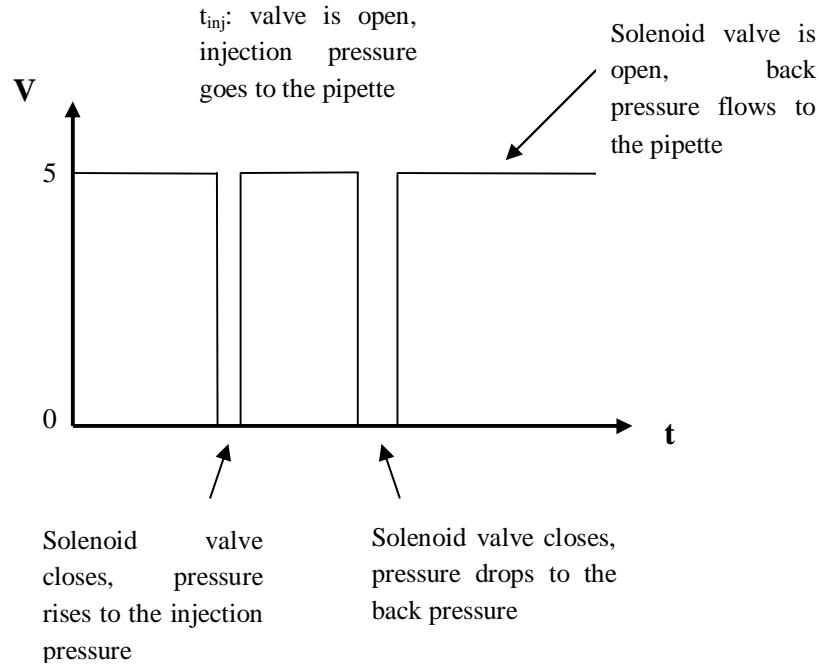 t_inj: valve is open,
injection pressure
goes to the pipette
Solenoid valve is
open, back
pressure flows to
the pipette
V
5
0
t
Solenoid valve
closes, pressure
rises to the injection
pressure
Solenoid valve closes,
pressure drops to the
back pressure